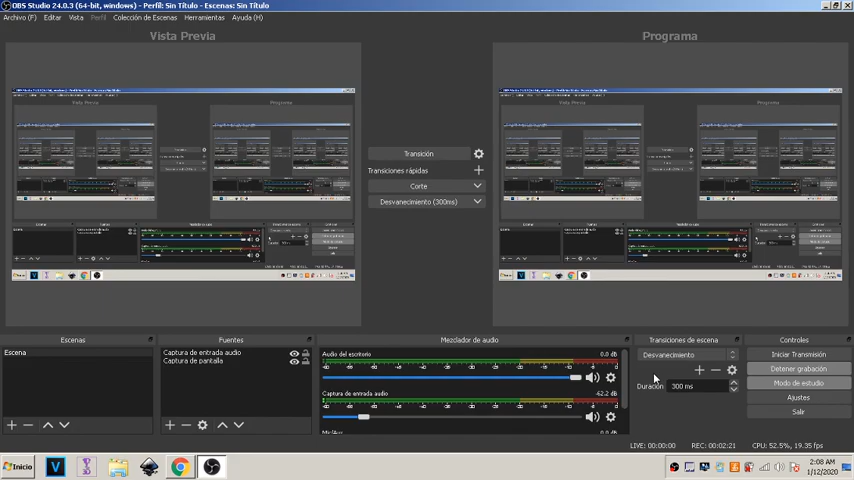 OBS Studio 24.0.3 (64-bit, windows) - Perfil: Sin Título - Escenas: Sin Título
Archivo (F) Editar Vista Perfil Colección de Escenas Herramientas Ayuda (H)
Vista Previa
Programa
Transición
Transiciones rápidas
Corte
Desvanecimiento (300ms)
Escenas
Fuentes
Mezclador de audio
Transiciones de escena
Controles
Escena
Captura de entrada audio
Captura de pantalla
Audio del escritorio 0.0 dB
Captura de entrada audio -62.2 dB
Desvanecimiento
Duración 300 ms
Iniciar Transmisión
Detener grabación
Modo de estudio
Ajustes
Salir
LIVE: 00:00:00 REC: 00:02:21 CPU: 52.5%, 19.35 fps
Inicio
2:08 AM
1/12/2020